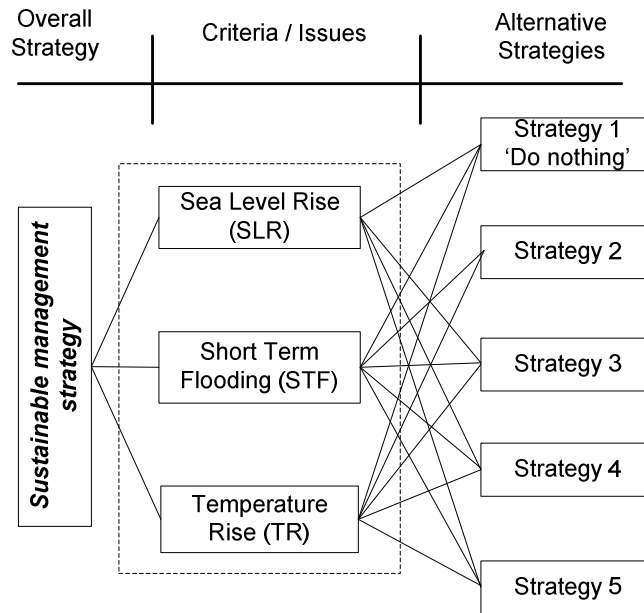 Overall
Strategy
Criteria / Issues
Alternative
Strategies
Sustainable management
strategy
Sea Level Rise
(SLR)
Short Term
Flooding (STF)
Temperature
Rise (TR)
Strategy 1
‘Do nothing’
Strategy 2
Strategy 3
Strategy 4
Strategy 5